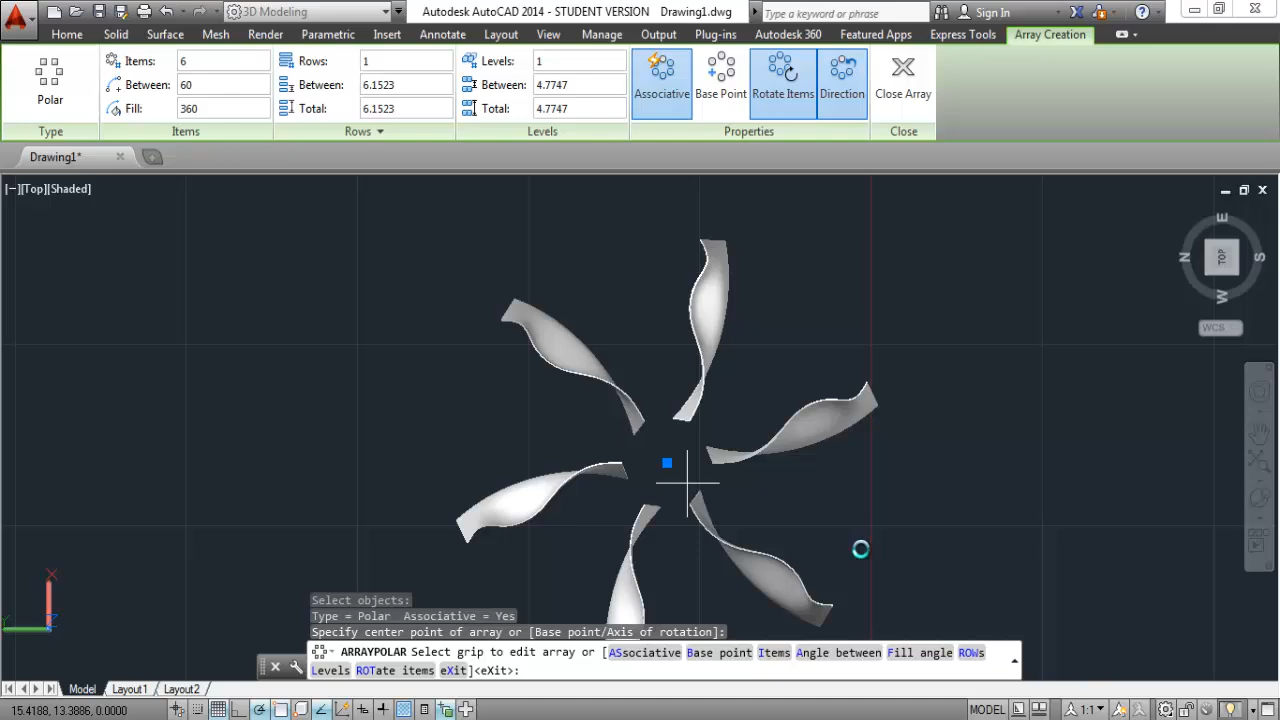 3D Modeling
Autodesk AutoCAD 2014 - STUDENT VERSION Drawing1.dwg
Type a keyword or phrase
Sign In
Home Solid Surface Mesh Render Parametric Insert Annotate Layout View Manage Output Plug-ins Autodesk 360 Featured Apps Express Tools Array Creation
Polar
Items: 6
Between: 60
Fill: 360
Rows: 1
Between: 6.1523
Total: 6.1523
Levels: 1
Between: 4.7747
Total: 4.7747
Associative Base Point Rotate Items Direction Close Array
Type Items Rows Levels Properties Close
Drawing1*
[−][Top][Shaded]
E
N TOP S
W
WCS
X
Y Z
Select objects:
Type = Polar Associative = Yes
Specify center point of array or [Base point/Axis of rotation]:
ARRAYPOLAR Select grip to edit array or [ASsociative Base point Items Angle between Fill angle ROWs
Levels ROTate items eXit]<eXit>:
Model Layout1 Layout2
15.4188, 13.3886, 0.0000
MODEL
1:1